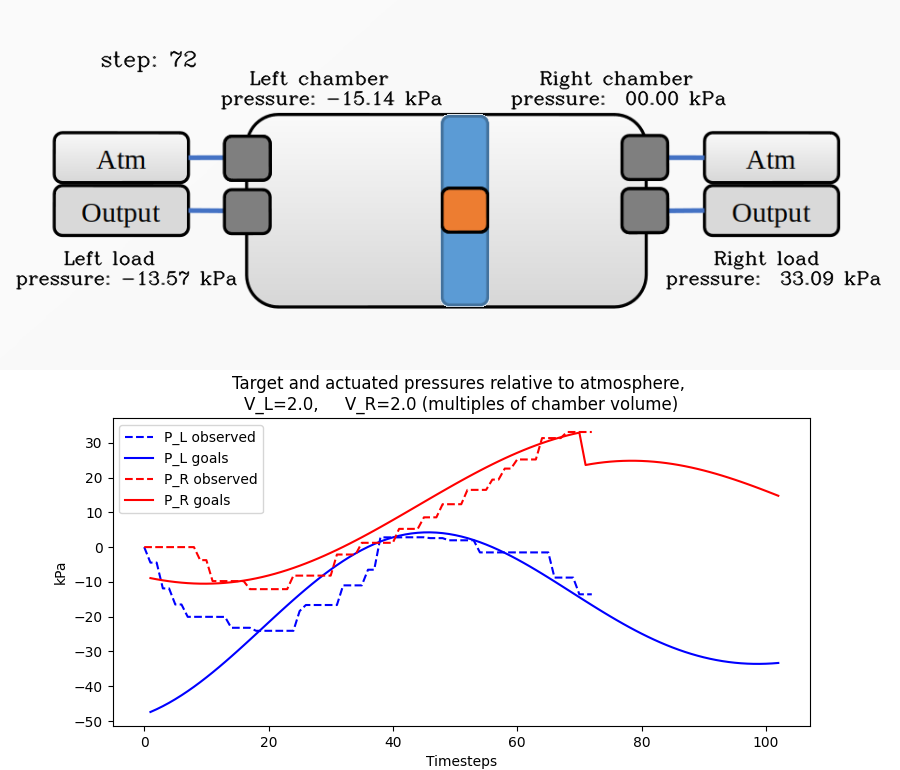 step: 72
Left chamber
pressure: −15.14 kPa
Right chamber
pressure: 00.00 kPa
Atm
Output
Atm
Output
Left load
pressure: −13.57 kPa
Right load
pressure: 33.09 kPa
Target and actuated pressures relative to atmosphere,
V_L=2.0, V_R=2.0 (multiples of chamber volume)
P_L observed
P_L goals
P_R observed
P_R goals
kPa
30
20
10
0
−10
−20
−30
−40
−50
0 20 40 60 80 100
Timesteps